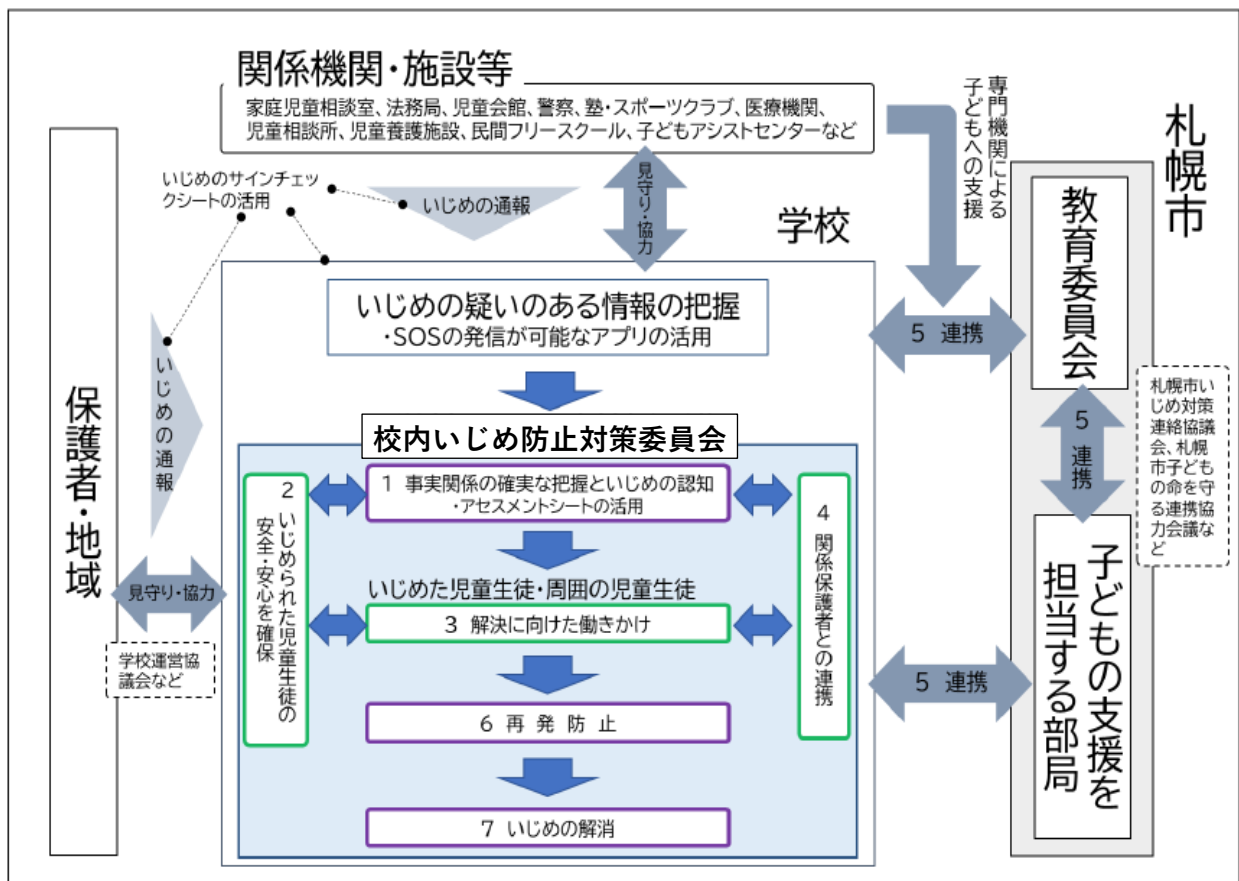 関係機関・施設等
家庭児童相談室、法務局、児童会館、警察、塾・スポーツクラブ、医療機関、
児童相談所、児童養護施設、民間フリースクール、子どもアシストセンターなど
専門機関による
子どもへの支援
札幌市
いじめのサインチェッ
クシートの活用
いじめの通報
見守り・協力
学校
教育委員会
いじめの疑いのある情報の把握
・SOSの発信が可能なアプリの活用
5 連携
保護者・地域
いじめの通報
札幌市い
じめ対策
連絡協議
会、札幌
市子ども
の命を守
る連携協
力会議な
ど
5 連携
校内いじめ防止対策委員会
1 事実関係の確実な把握といじめの認知
・アセスメントシートの活用
2 いじめられた児童生徒の
安全・安心を確保
4 関係保護者との連携
いじめた児童生徒・周囲の児童生徒
3 解決に向けた働きかけ
見守り・協力
学校運営協
議会など
子どもの支援を
担当する部局
5 連携
6 再 発 防 止
7 いじめの解消